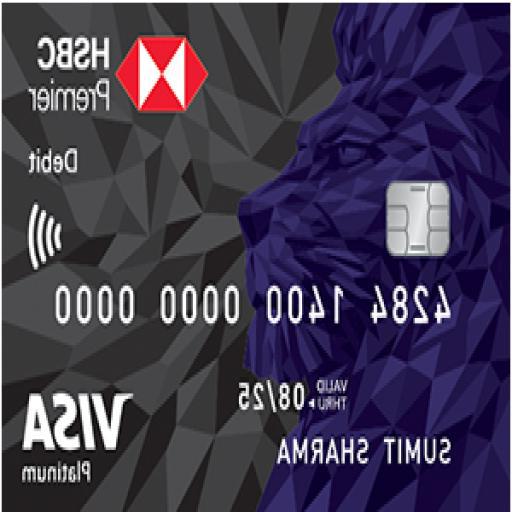 HSBC
Premier
Debit
4284 1400 0000 0000
VALID
THRU 08/25
SUMIT SHARMA
VISA
Platinum